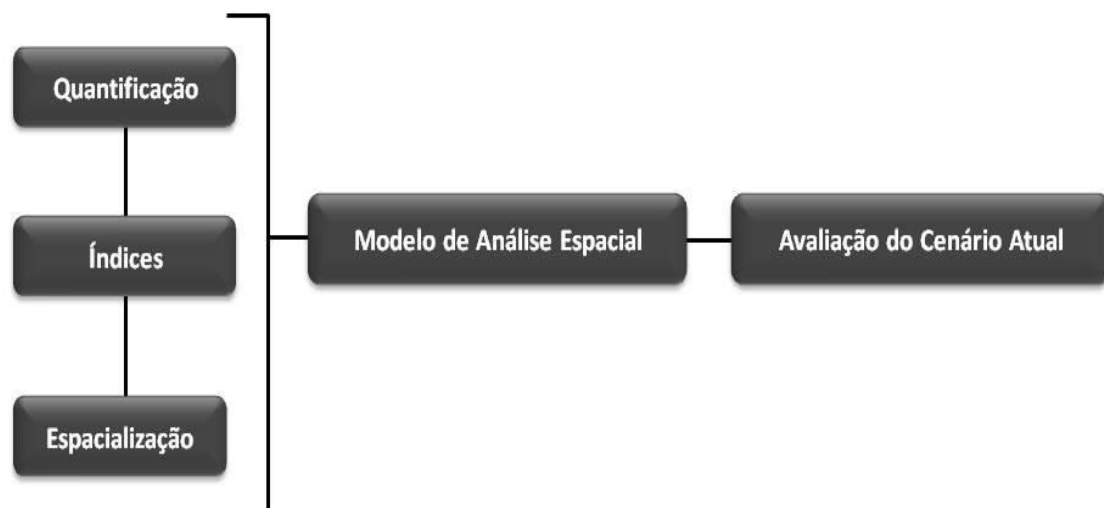 Quantificação
Índices
Espacialização
Modelo de Análise Espacial
Avaliação do Cenário Atual